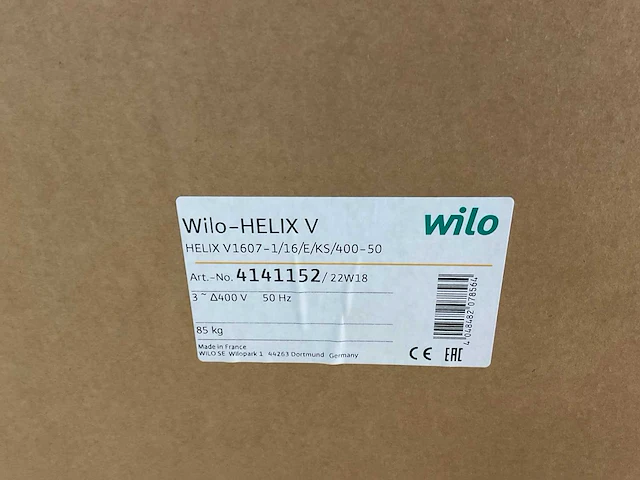 Wilo-HELIX V
wilo
HELIX V1607-1/16/E/KS/400-50
Art.-No. 4141152/ 22W18
3 ~ Δ400 V 50 Hz
85 kg
4 048482 078564
Made in France
WILO SE Wilopark 1 44263 Dortmund Germany
CE EAC